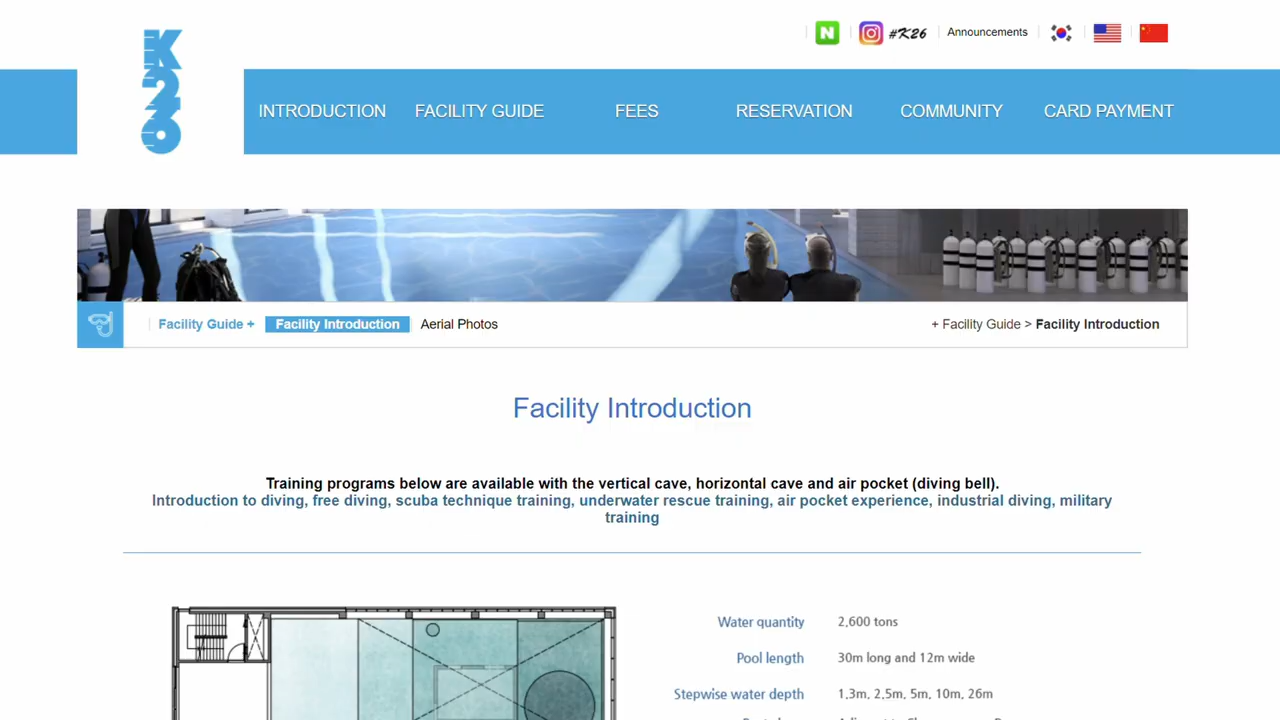 K26
N
#K26
Announcements
INTRODUCTION
FACILITY GUIDE
FEES
RESERVATION
COMMUNITY
CARD PAYMENT
Facility Guide +
Facility Introduction
Aerial Photos
+ Facility Guide > Facility Introduction
Facility Introduction
Training programs below are available with the vertical cave, horizontal cave and air pocket (diving bell).
Introduction to diving, free diving, scuba technique training, underwater rescue training, air pocket experience, industrial diving, military
training
Water quantity 2,600 tons
Pool length 30m long and 12m wide
Stepwise water depth 1.3m, 2.5m, 5m, 10m, 26m